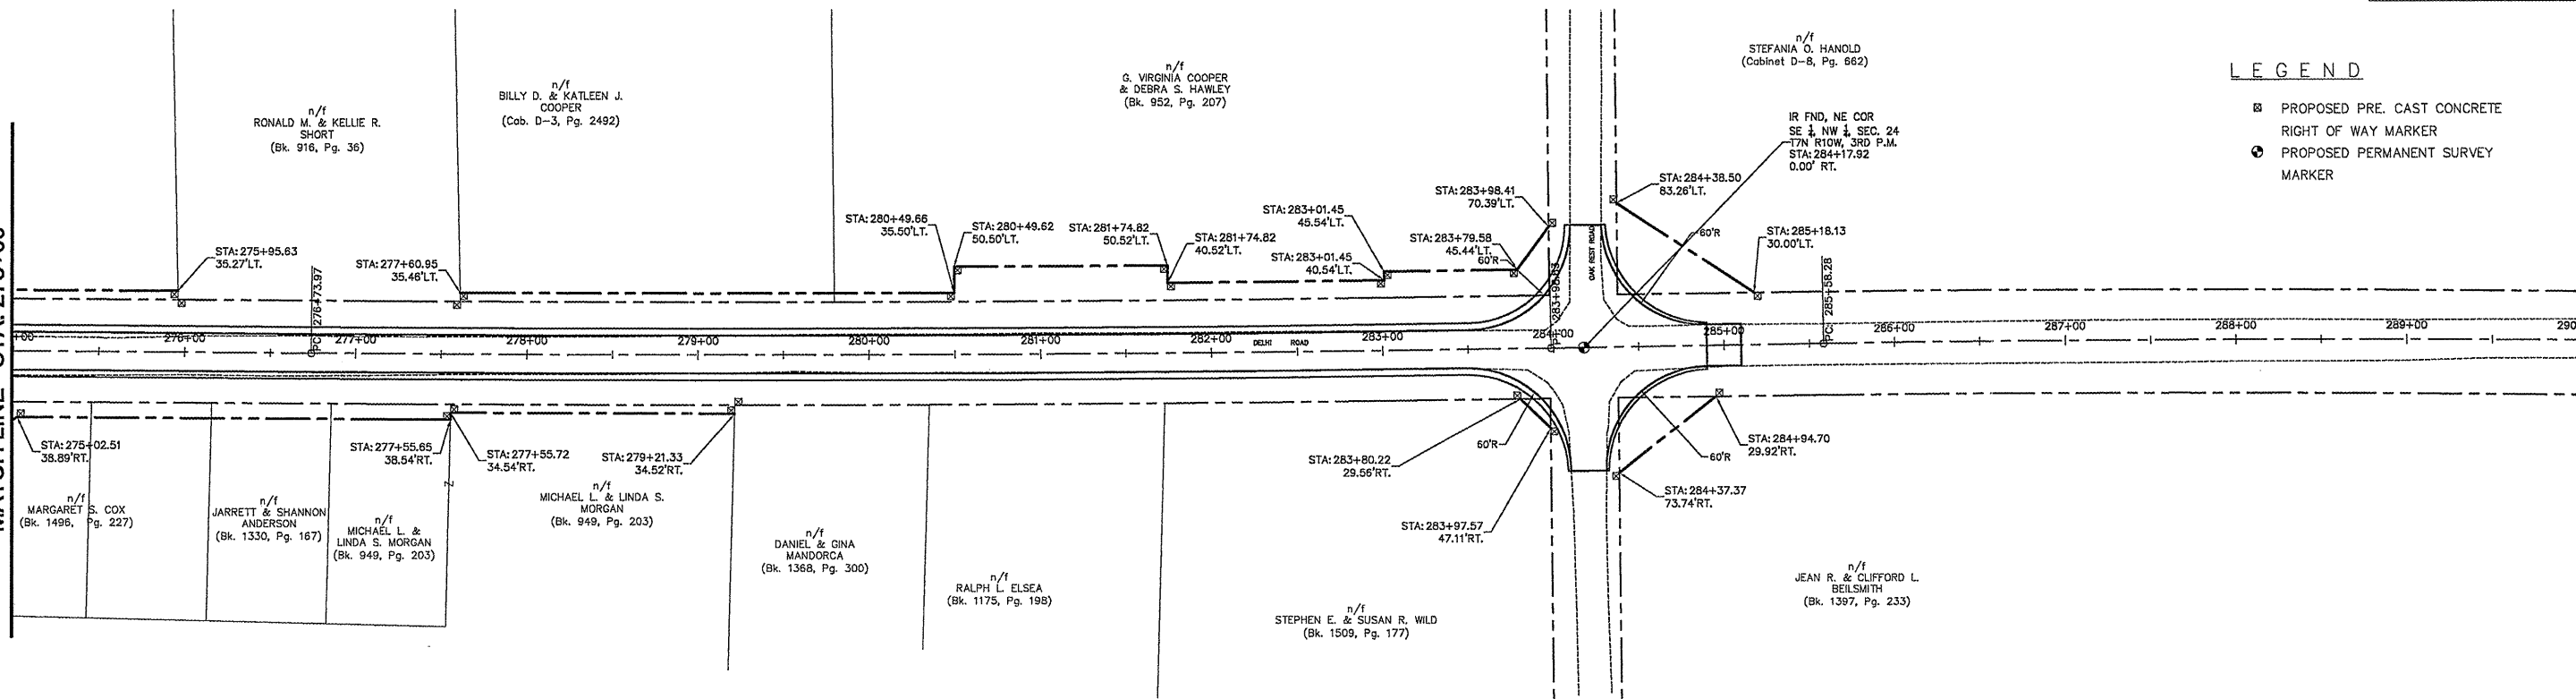 n/f
RONALD M. & KELLIE R.
SHORT
(Bk. 916, Pg. 36)
n/f
BILLY D. & KATLEEN J.
COOPER
(Cab. D-3, Pg. 2492)
n/f
G. VIRGINIA COOPER
& DEBRA S. HAWLEY
(Bk. 952, Pg. 207)
n/f
STEFANIA O. HANOLD
(Cabinet D-8, Pg. 662)
LEGEND
PROPOSED PRE. CAST CONCRETE
RIGHT OF WAY MARKER
PROPOSED PERMANENT SURVEY
MARKER
IR FND, NE COR
SE ¼, NW ¼, SEC. 24
T7N R10W, 3RD P.M.
STA: 284+17.92
0.00' RT.
STA: 275+95.63
35.27'LT.
STA: 277+60.95
35.46'LT.
STA: 280+49.66
35.50'LT.
STA: 280+49.62
50.50'LT.
STA: 281+74.82
50.52'LT.
STA: 281+74.82
40.52'LT.
STA: 283+01.45
45.54'LT.
STA: 283+01.45
40.54'LT.
STA: 283+98.41
70.39'LT.
STA: 283+79.58
45.44'LT.
60'R
STA: 284+38.50
83.26'LT.
60'R
STA: 285+18.13
30.00'LT.
OAK REST ROAD
PC: 276+73.97
PC: 285+58.28
+00
276+00
277+00
278+00
279+00
280+00
281+00
282+00
DELHI ROAD
283+00
284+00
285+00
286+00
287+00
288+00
289+00
290
STA: 275+02.51
38.89'RT.
STA: 277+55.65
38.54'RT.
STA: 277+55.72
34.54'RT.
STA: 279+21.33
34.52'RT.
STA: 283+80.22
29.56'RT.
60'R
STA: 283+97.57
47.11'RT.
STA: 284+94.70
29.92'RT.
60'R
STA: 284+37.37
73.74'RT.
n/f
MARGARET S. COX
(Bk. 1496, Pg. 227)
n/f
JARRETT & SHANNON
ANDERSON
(Bk. 1330, Pg. 167)
n/f
MICHAEL L. &
LINDA S. MORGAN
(Bk. 949, Pg. 203)
Z
n/f
MICHAEL L. & LINDA S.
MORGAN
(Bk. 949, Pg. 203)
n/f
DANIEL & GINA
MANDORCA
(Bk. 1368, Pg. 300)
n/f
RALPH L. ELSEA
(Bk. 1175, Pg. 198)
n/f
STEPHEN E. & SUSAN R. WILD
(Bk. 1509, Pg. 177)
n/f
JEAN R. & CLIFFORD L.
BEILSMITH
(Bk. 1397, Pg. 233)